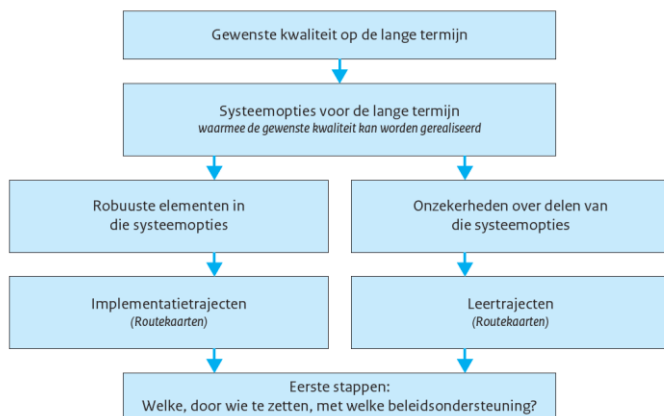 Gewenste kwaliteit op de lange termijn
Systeemopties voor de lange termijn
waarmee de gewenste kwaliteit kan worden gerealiseerd
Robuuste elementen in
die systeemopties
Onzekerheden over delen van
die systeemopties
Implementatietrajecten
(Routekaarten)
Leertrajecten
(Routekaarten)
Eerste stappen:
Welke, door wie te zetten, met welke beleidsondersteuning?